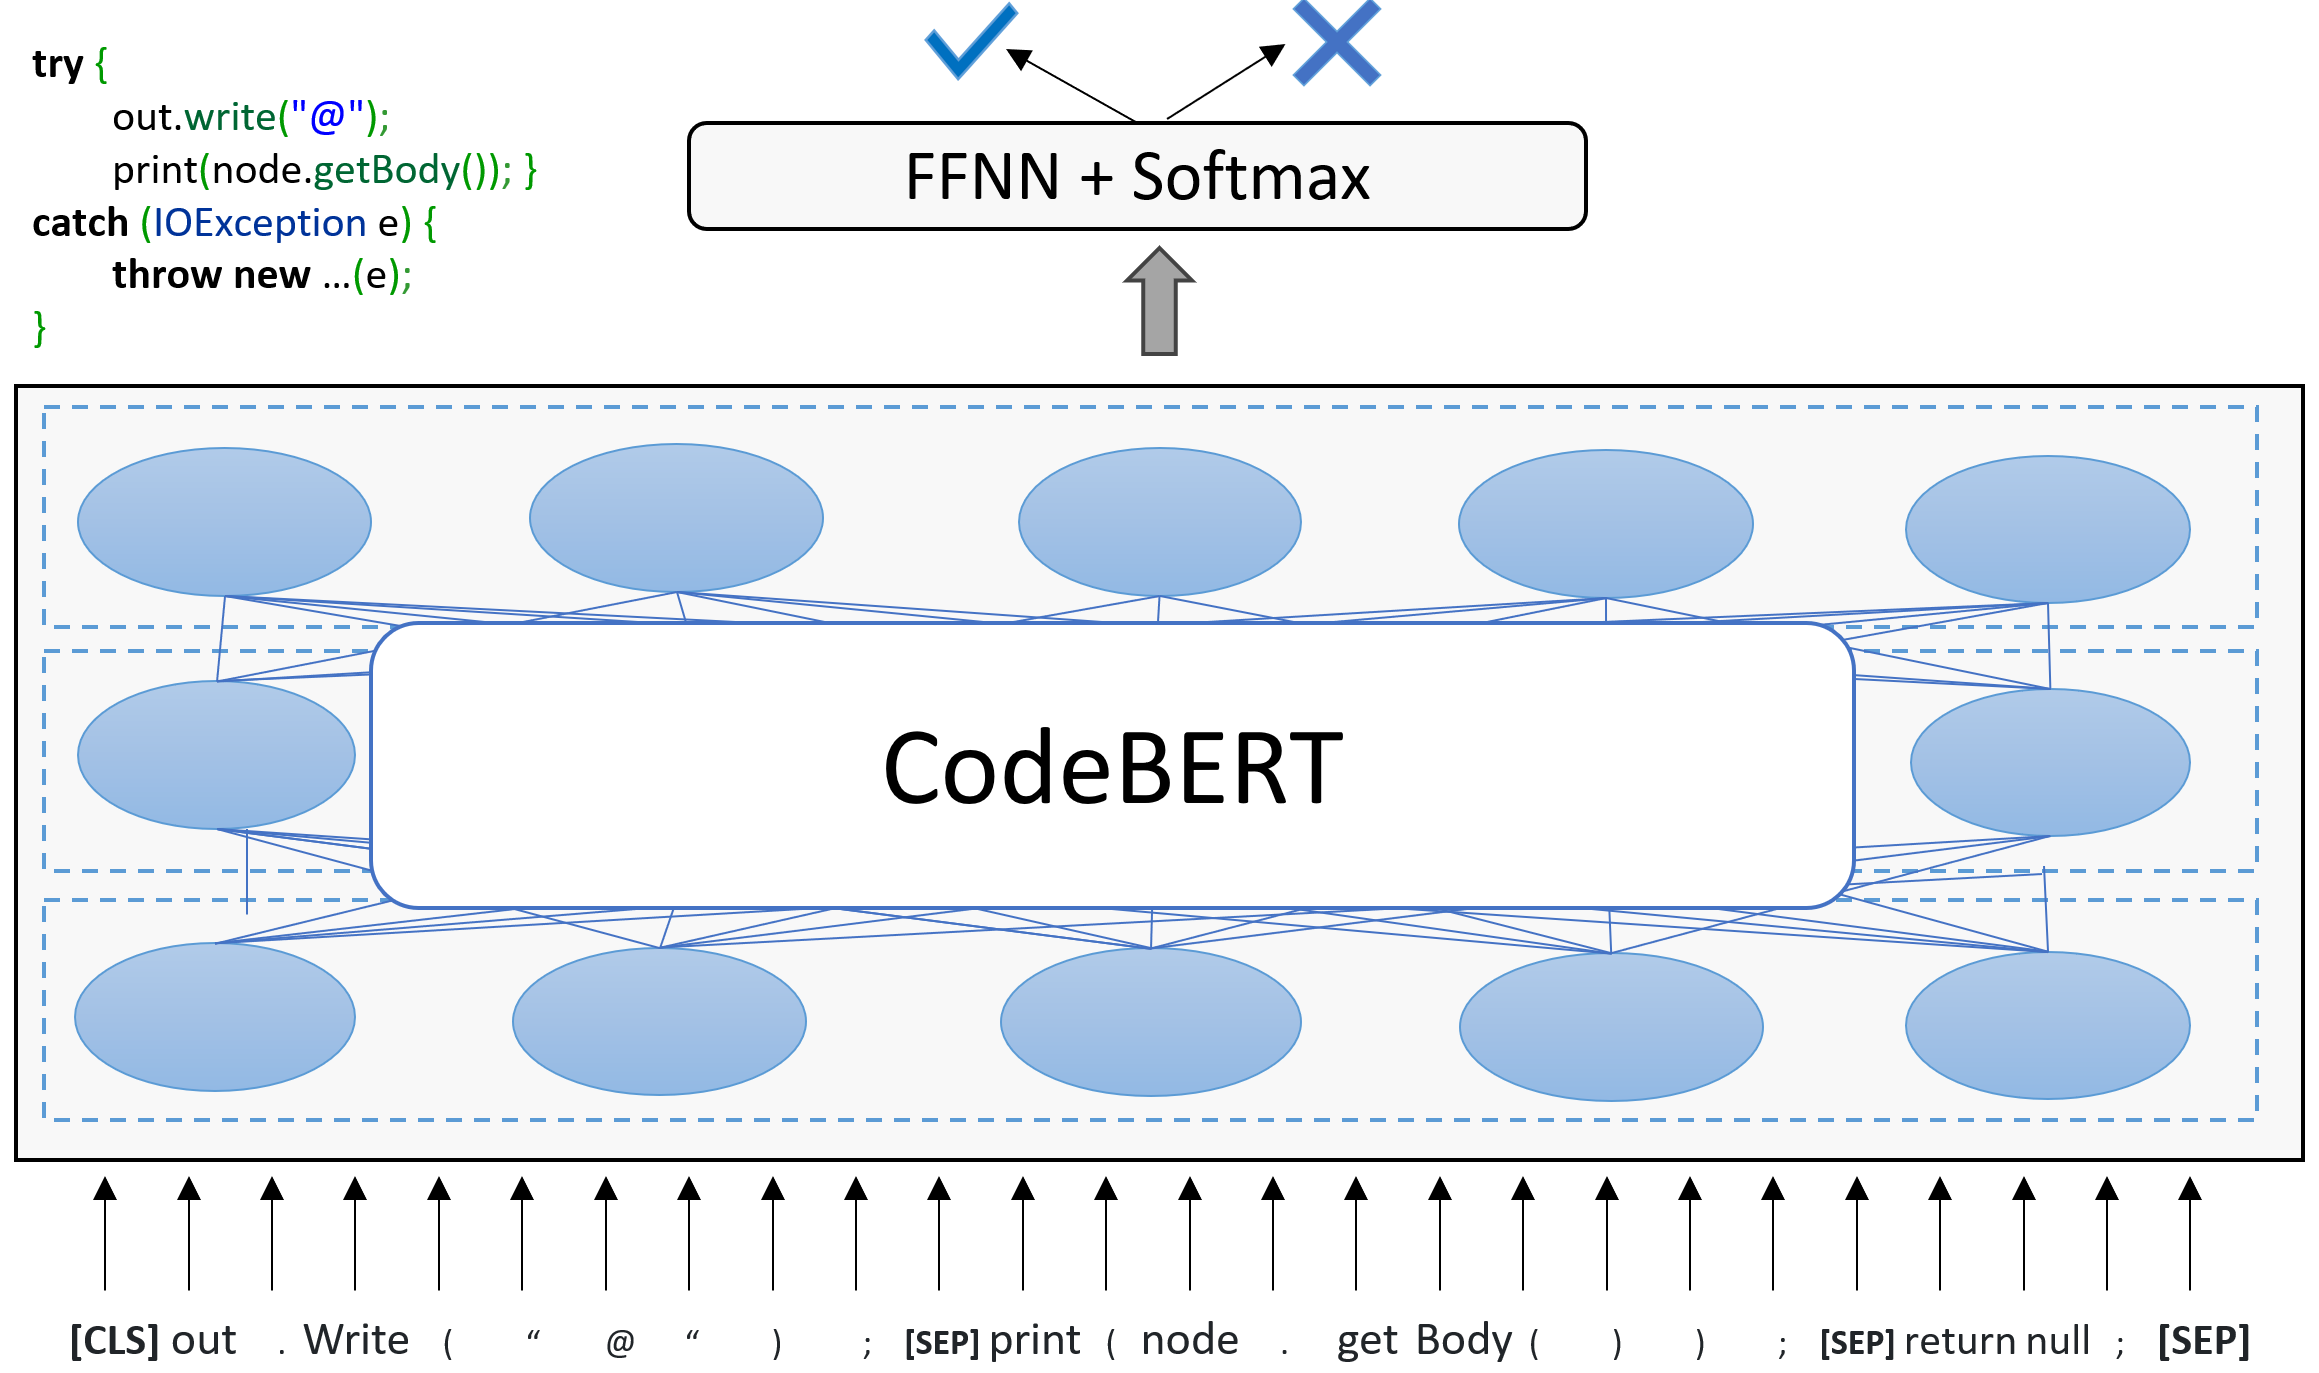 try {
out.write("@");
print(node.getBody()); }
catch (IOException e) {
throw new ...(e);
}
FFNN + Softmax
CodeBERT
[CLS] out . Write ( “ @ “ ) ; [SEP] print ( node . get Body ( ) ) ; [SEP] return null ; [SEP]